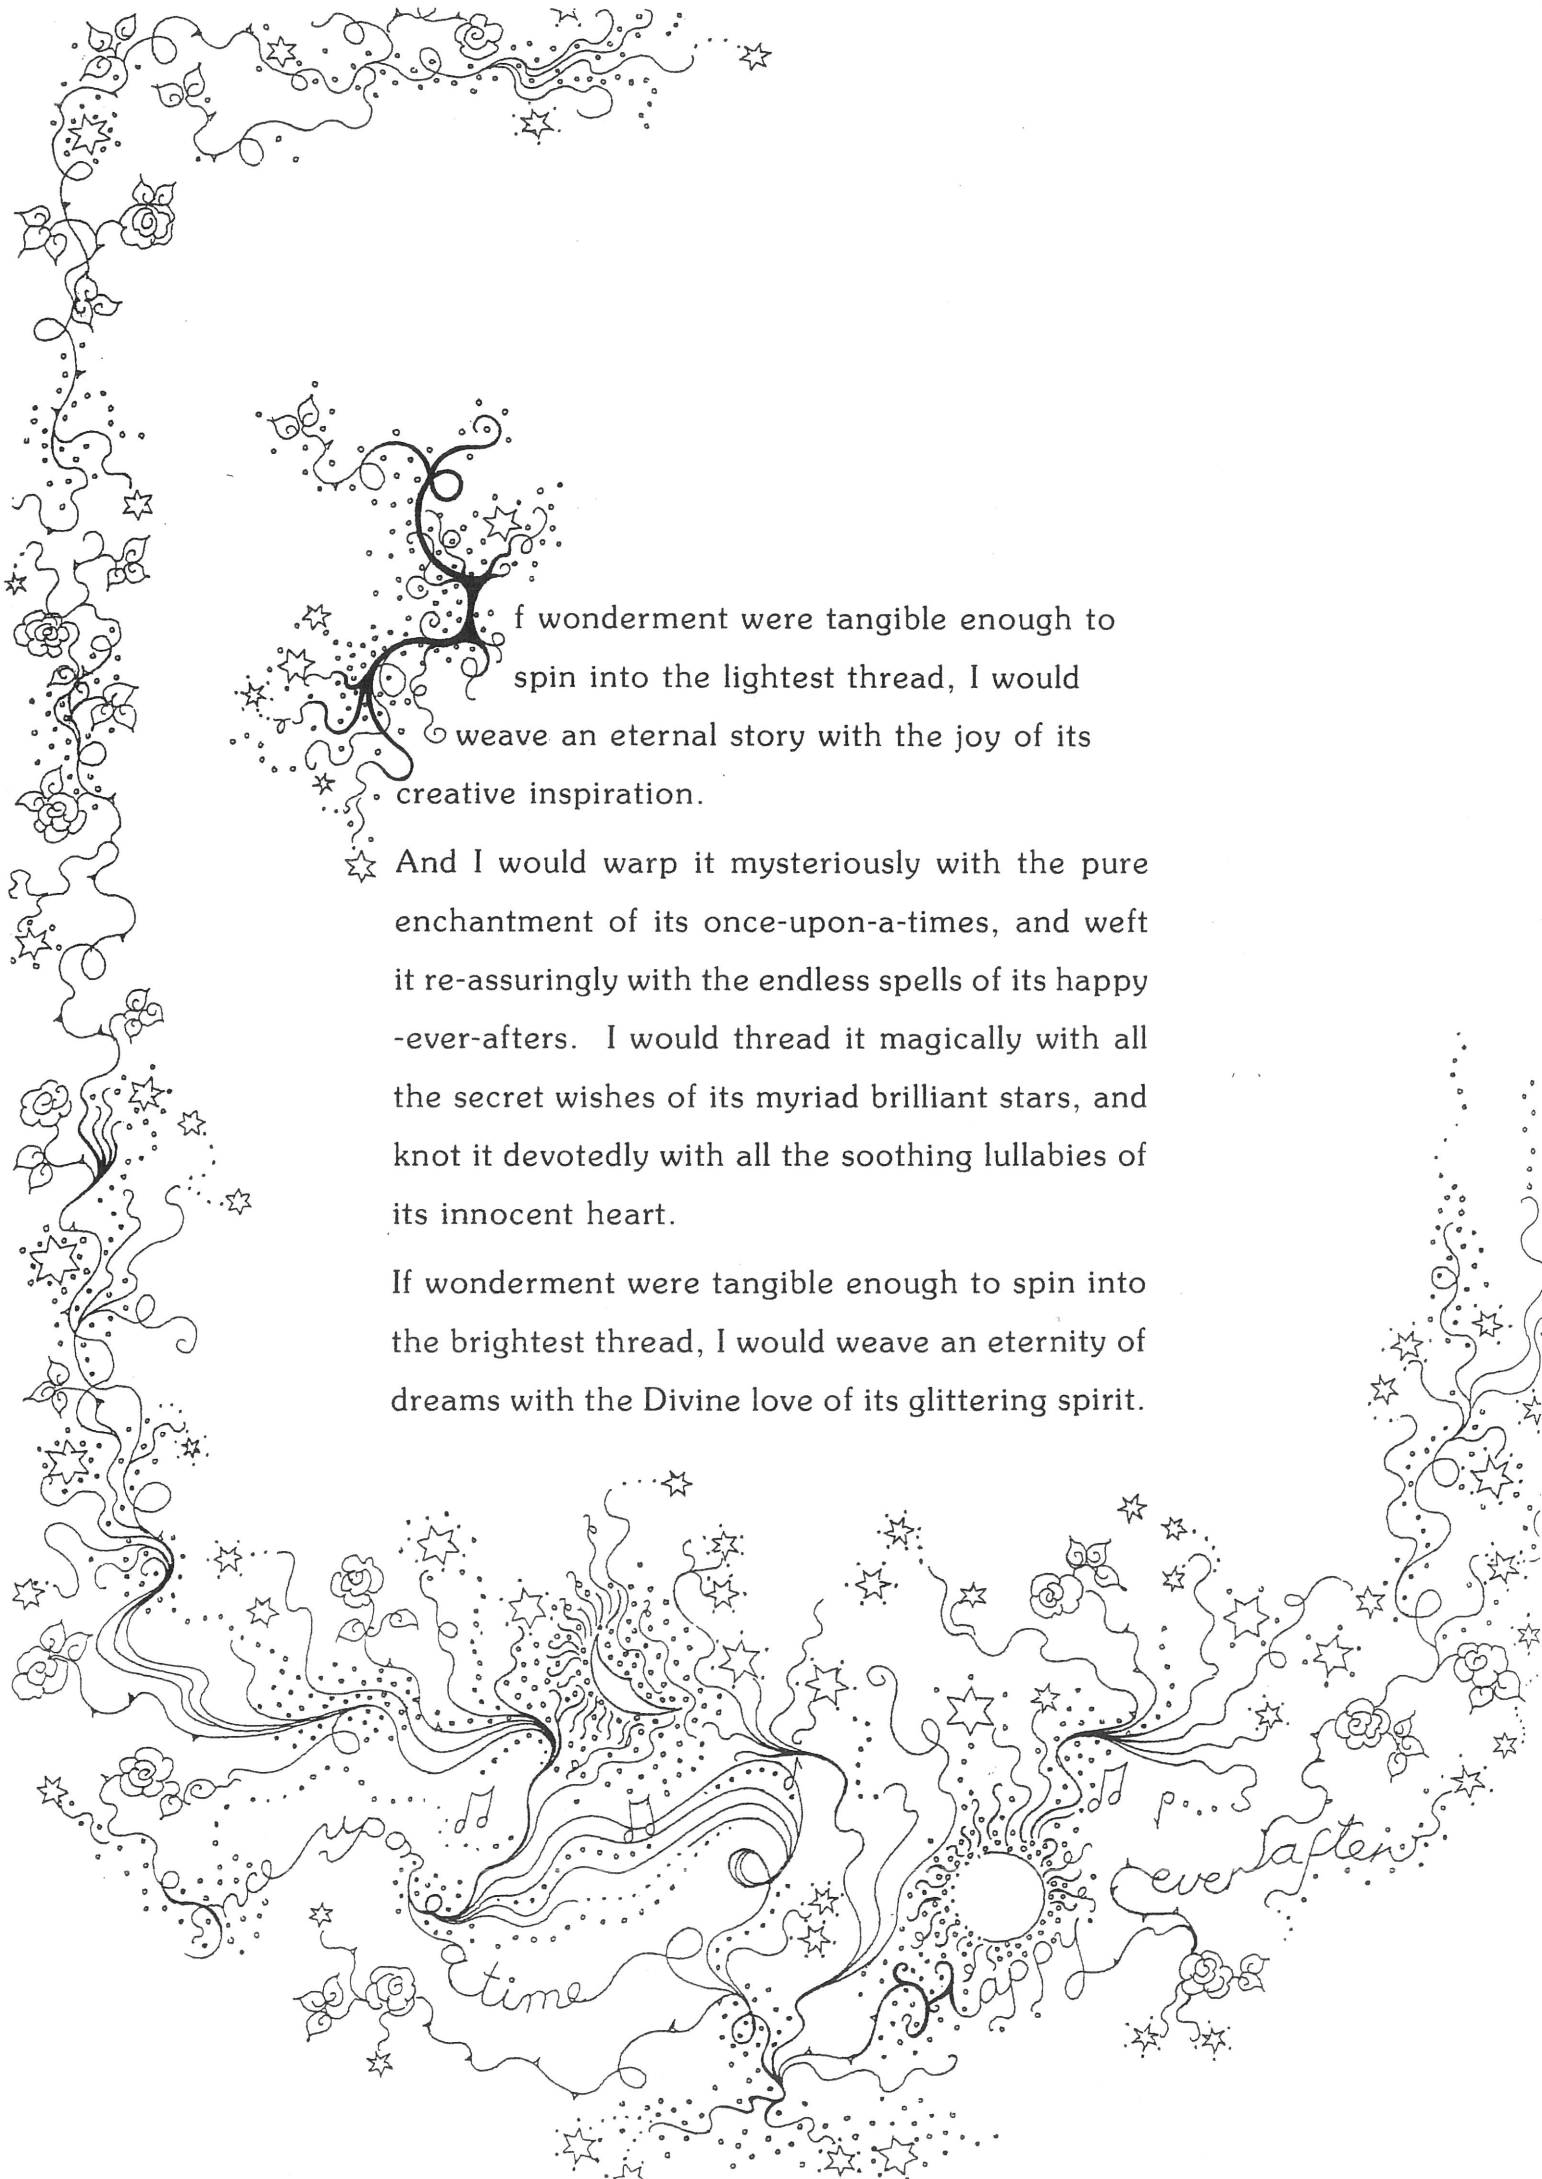 If wonderment were tangible enough to
spin into the lightest thread, I would
weave an eternal story with the joy of its
creative inspiration.
And I would warp it mysteriously with the pure
enchantment of its once-upon-a-times, and weft
it re-assuringly with the endless spells of its happy
-ever-afters. I would thread it magically with all
the secret wishes of its myriad brilliant stars, and
knot it devotedly with all the soothing lullabies of
its innocent heart.
If wonderment were tangible enough to spin into
the brightest thread, I would weave an eternity of
dreams with the Divine love of its glittering spirit.
once upon
a time
Happy
ever after